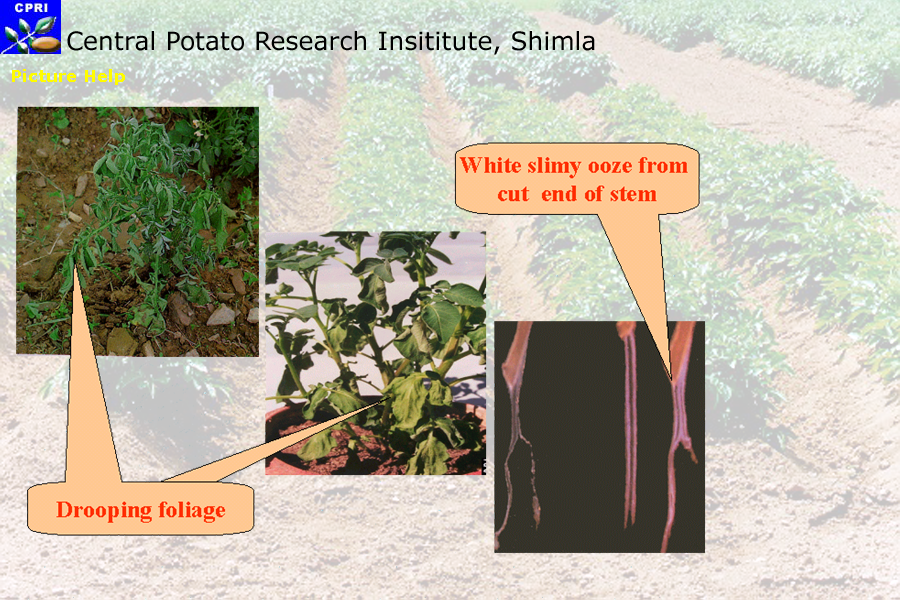 CPRI
Central Potato Research Insititute, Shimla
Picture Help
White slimy ooze from
cut end of stem
Drooping foliage